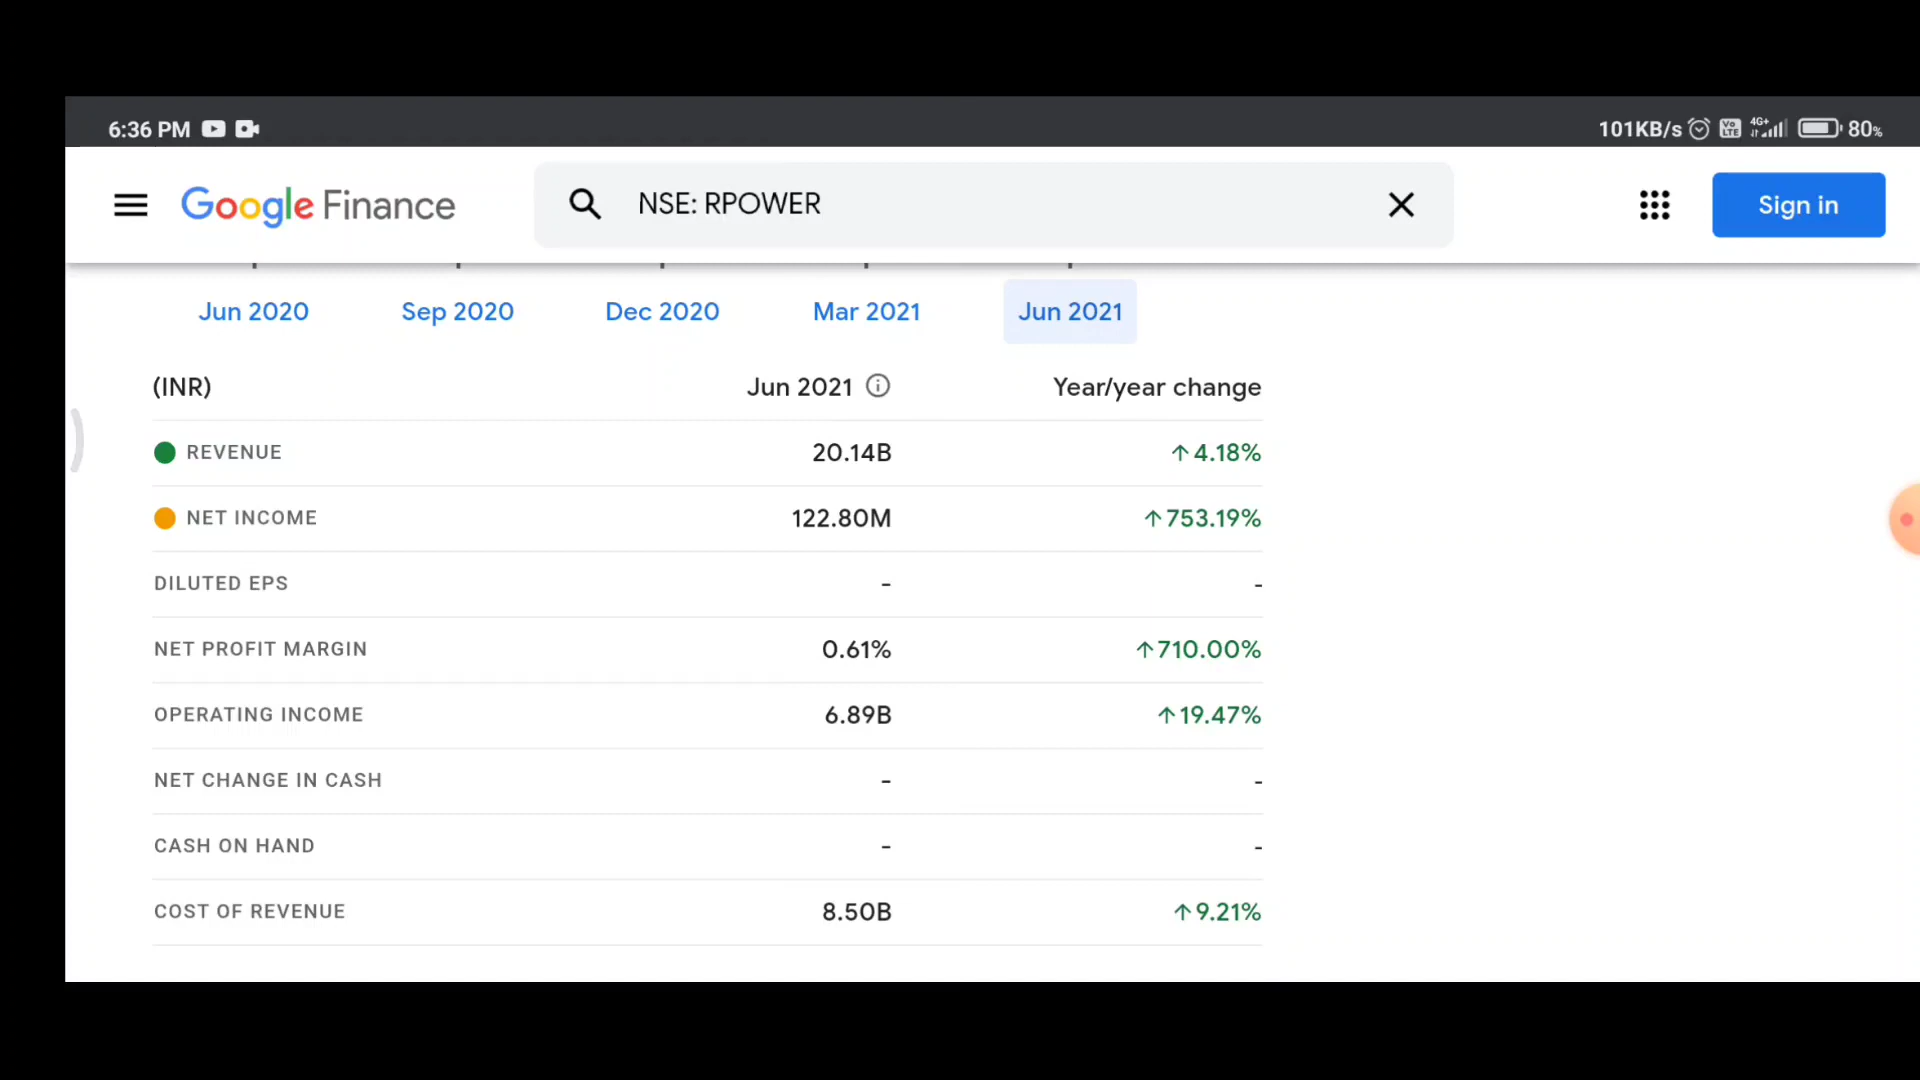 6:36 PM 101KB/s Vo LTE 4G+ 80%
Google Finance NSE: RPOWER Sign in
Jun 2020 Sep 2020 Dec 2020 Mar 2021 Jun 2021
(INR) Jun 2021 Year/year change
REVENUE 20.14B ↑4.18%
NET INCOME 122.80M ↑753.19%
DILUTED EPS - -
NET PROFIT MARGIN 0.61% ↑710.00%
OPERATING INCOME 6.89B ↑19.47%
NET CHANGE IN CASH - -
CASH ON HAND - -
COST OF REVENUE 8.50B ↑9.21%